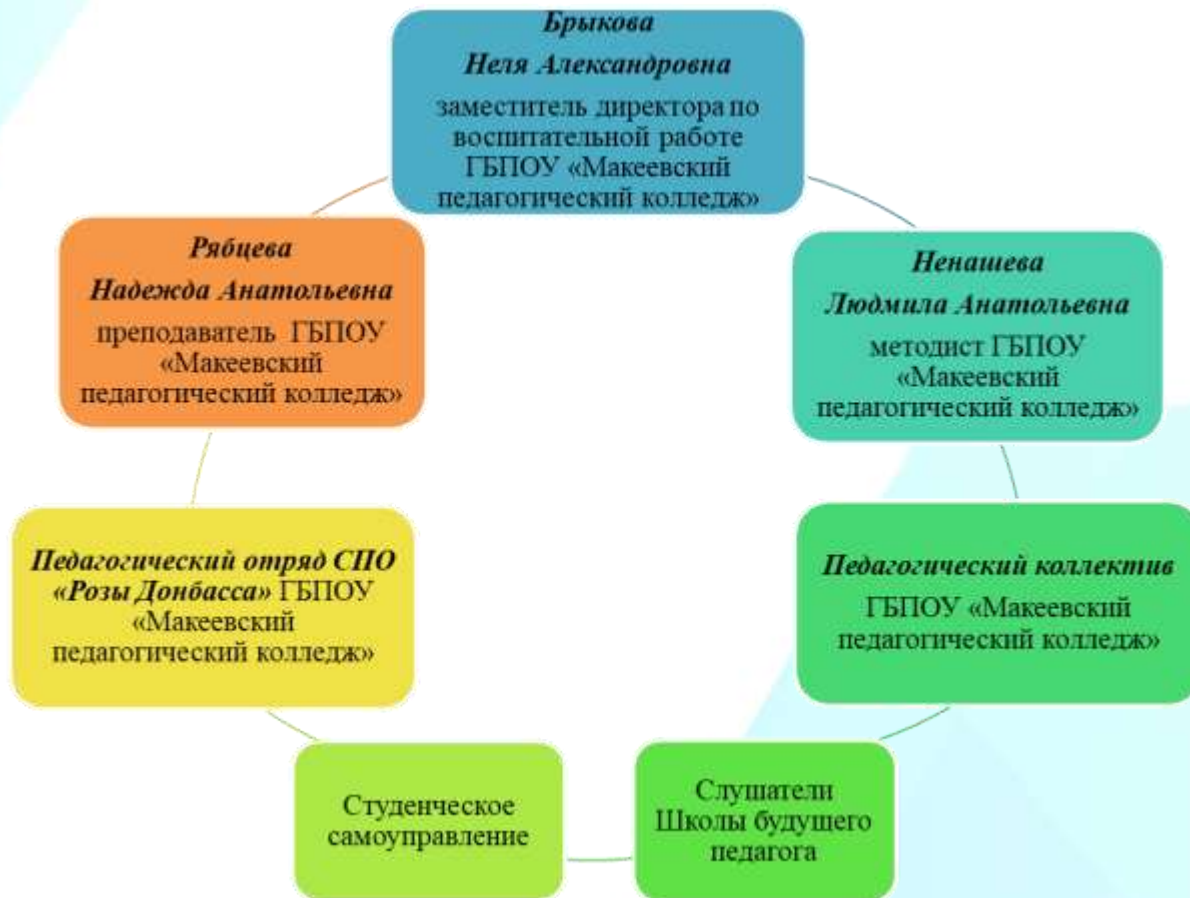 Брыкова
Неля Александровна
заместитель директора по
воспитательной работе
ГБПОУ «Макеевский
педагогический колледж»
Рябцева
Надежда Анатольевна
преподаватель ГБПОУ
«Макеевский
педагогический колледж»
Ненашева
Людмила Анатольевна
методист ГБПОУ
«Макеевский
педагогический колледж»
Педагогический отряд СПО
«Розы Донбасса» ГБПОУ
«Макеевский
педагогический колледж»
Педагогический коллектив
ГБПОУ «Макеевский
педагогический колледж»
Студенческое
самоуправление
Слушатели
Школы будущего
педагога